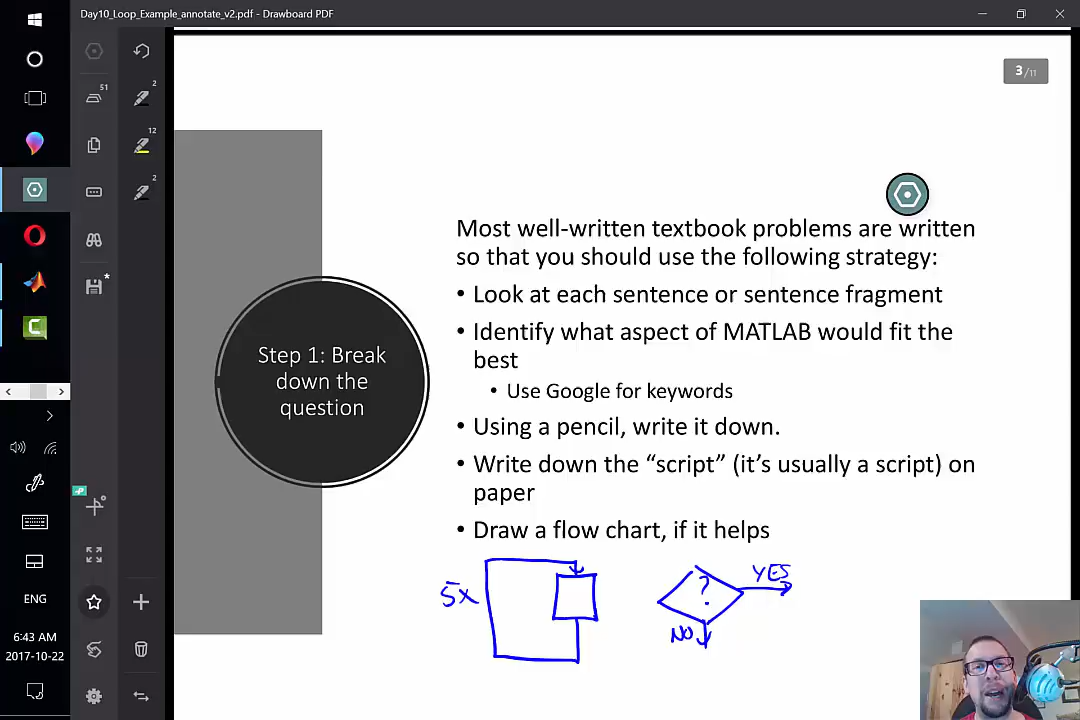 Day10_Loop_Example_annotate_v2.pdf - Drawboard PDF
3 / 11
51
2
12
2
Most well-written textbook problems are written
so that you should use the following strategy:
• Look at each sentence or sentence fragment
• Identify what aspect of MATLAB would fit the
best
• Use Google for keywords
• Using a pencil, write it down.
• Write down the “script” (it’s usually a script) on
paper
• Draw a flow chart, if it helps
Step 1: Break
down the
question
5x
?
YES
NO
ENG
6:43 AM
2017-10-22